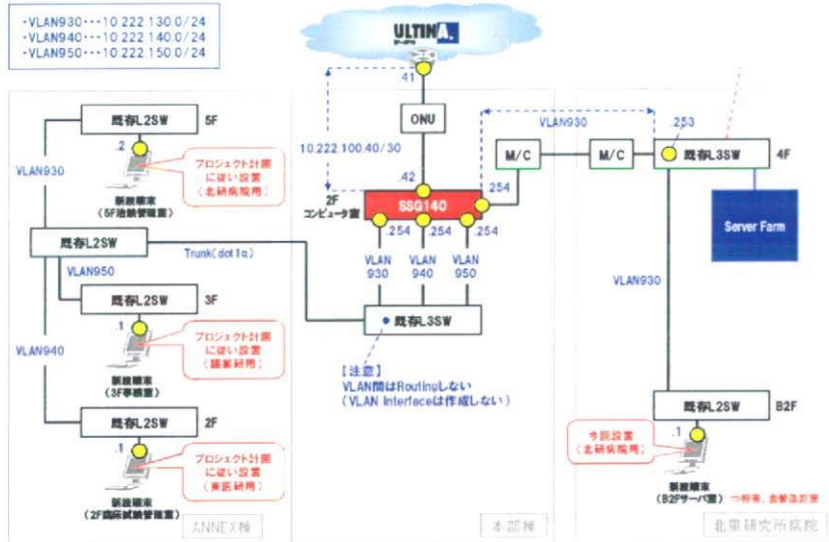 ・VLAN930・・・10.222.130.0/24
・VLAN940・・・10.222.140.0/24
・VLAN950・・・10.222.150.0/24
ULTINA
.41
ONU
10.222.100.40/30
.42
2F
コンピュータ室
SSG140
.254
.254
.254
.254
VLAN930
M/C
M/C
.253
既存L3SW
4F
Server Farm
VLAN930
既存L2SW
B2F
.1
今回設置
(北研病院用)
新設端末
(B2Fサーバ室)
北里研究所病院
VLAN
930
VLAN
940
VLAN
950
既存L3SW
【注意】
VLAN間はRoutingしない
(VLAN Interfaceは作成しない)
本部棟
既存L2SW
5F
.2
VLAN930
プロジェクト計画
に従い設置
(北研病院用)
新設端末
(5F治験管理室)
既存L2SW
Trunk(dot1q)
VLAN950
既存L2SW
3F
.1
プロジェクト計画
に従い設置
新設端末
(3F事務室)
VLAN940
既存L2SW
2F
.1
プロジェクト計画
に従い設置
(東医研用)
新設端末
(2F臨床試験管理室)
ANNEX棟